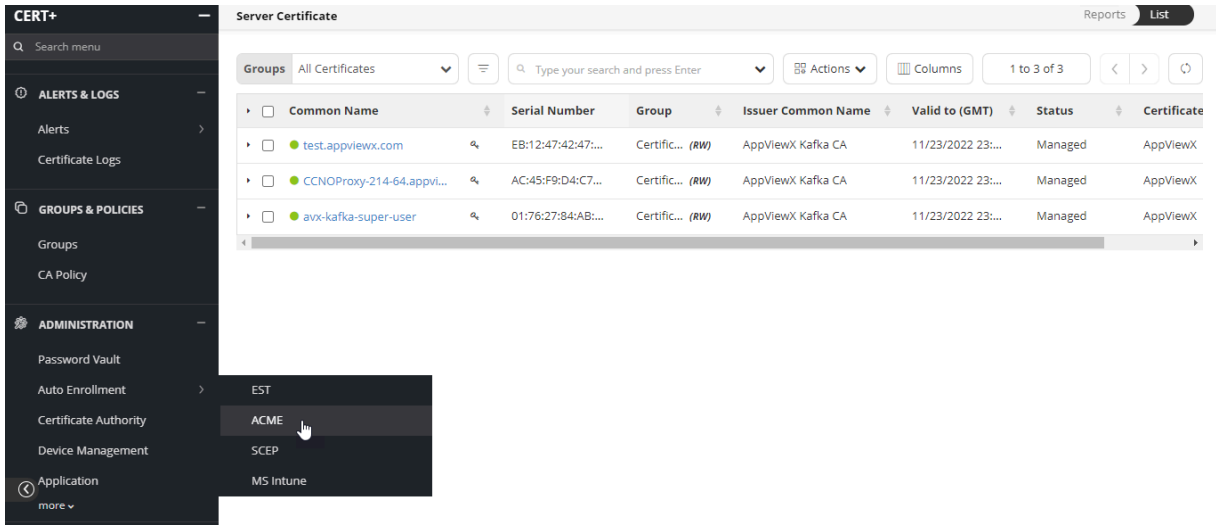 CERT+
Search menu
ALERTS & LOGS
Alerts
Certificate Logs
GROUPS & POLICIES
Groups
CA Policy
ADMINISTRATION
Password Vault
Auto Enrollment
Certificate Authority
Device Management
Application
more
EST
ACME
SCEP
MS Intune
Server Certificate
Reports List
Groups All Certificates Type your search and press Enter Actions Columns 1 to 3 of 3
Common Name Serial Number Group Issuer Common Name Valid to (GMT) Status Certificate
test.appviewx.com EB:12:47:42:47:... Certific... (RW) AppViewX Kafka CA 11/23/2022 23:... Managed AppViewX
CCNOProxy-214-64.appvi... AC:45:F9:D4:C7... Certific... (RW) AppViewX Kafka CA 11/23/2022 23:... Managed AppViewX
avx-kafka-super-user 01:76:27:84:AB:... Certific... (RW) AppViewX Kafka CA 11/23/2022 23:... Managed AppViewX